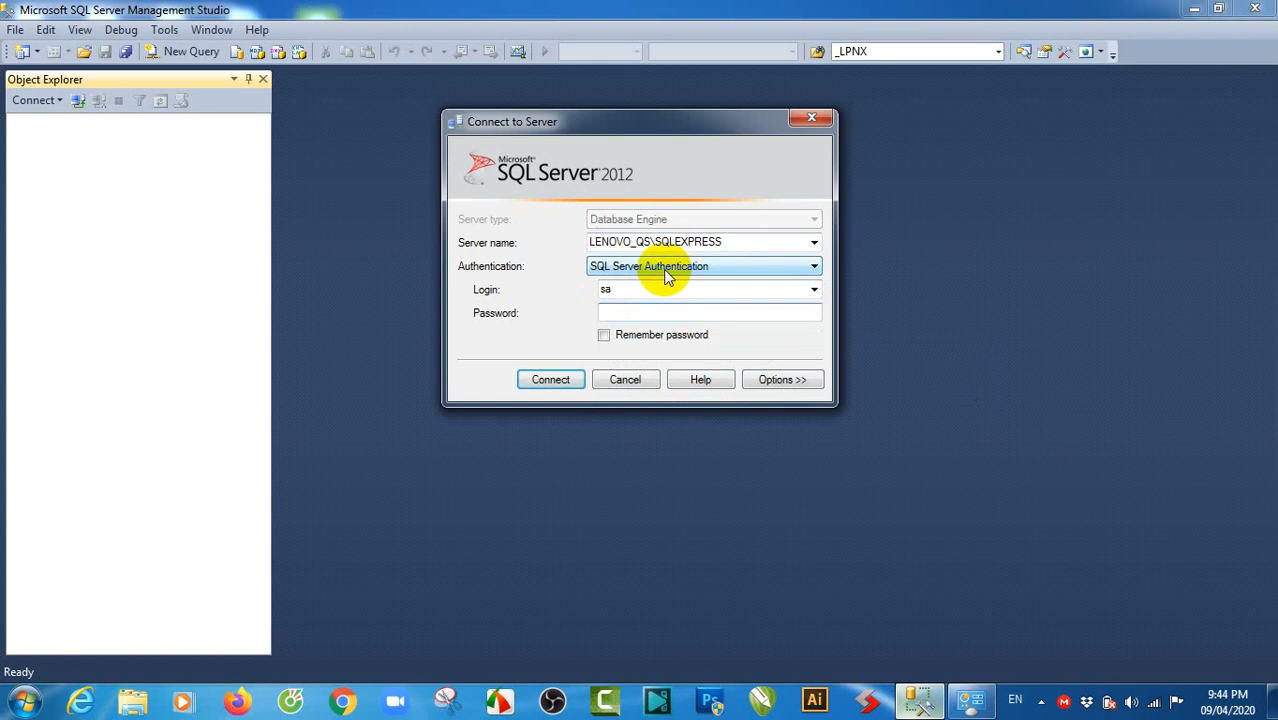 Microsoft SQL Server Management Studio
File Edit View Debug Tools Window Help
New Query
_LPNX
Object Explorer
Connect
Connect to Server
Microsoft®
SQL Server® 2012
Server type: Database Engine
Server name: LENOVO_QS\SQLEXPRESS
Authentication: SQL Server Authentication
Login: sa
Password:
Remember password
Connect Cancel Help Options >>
Ready
EN
9:44 PM
09/04/2020